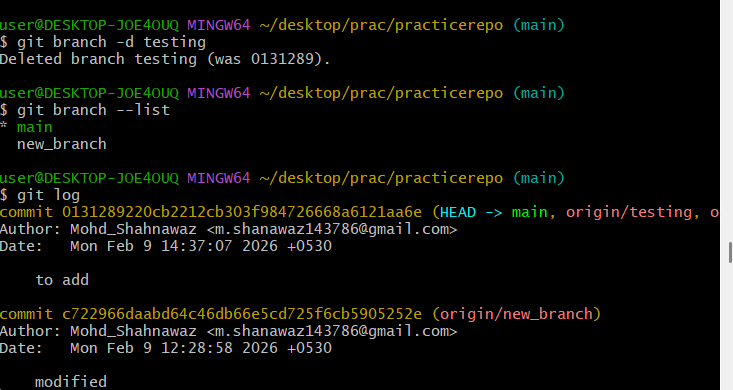 user@DESKTOP-JOE4OUQ MINGW64 ~/desktop/prac/practicerepo (main)
$ git branch -d testing
Deleted branch testing (was 0131289).
user@DESKTOP-JOE4OUQ MINGW64 ~/desktop/prac/practicerepo (main)
$ git branch --list
* main
  new_branch
user@DESKTOP-JOE4OUQ MINGW64 ~/desktop/prac/practicerepo (main)
$ git log
commit 0131289220cb2212cb303f984726668a6121aa6e (HEAD -> main, origin/testing, o
Author: Mohd_Shahnawaz <m.shanawaz143786@gmail.com>
Date:   Mon Feb 9 14:37:07 2026 +0530
    to add
commit c722966daabd64c46db66e5cd725f6cb5905252e (origin/new_branch)
Author: Mohd_Shahnawaz <m.shanawaz143786@gmail.com>
Date:   Mon Feb 9 12:28:58 2026 +0530
    modified